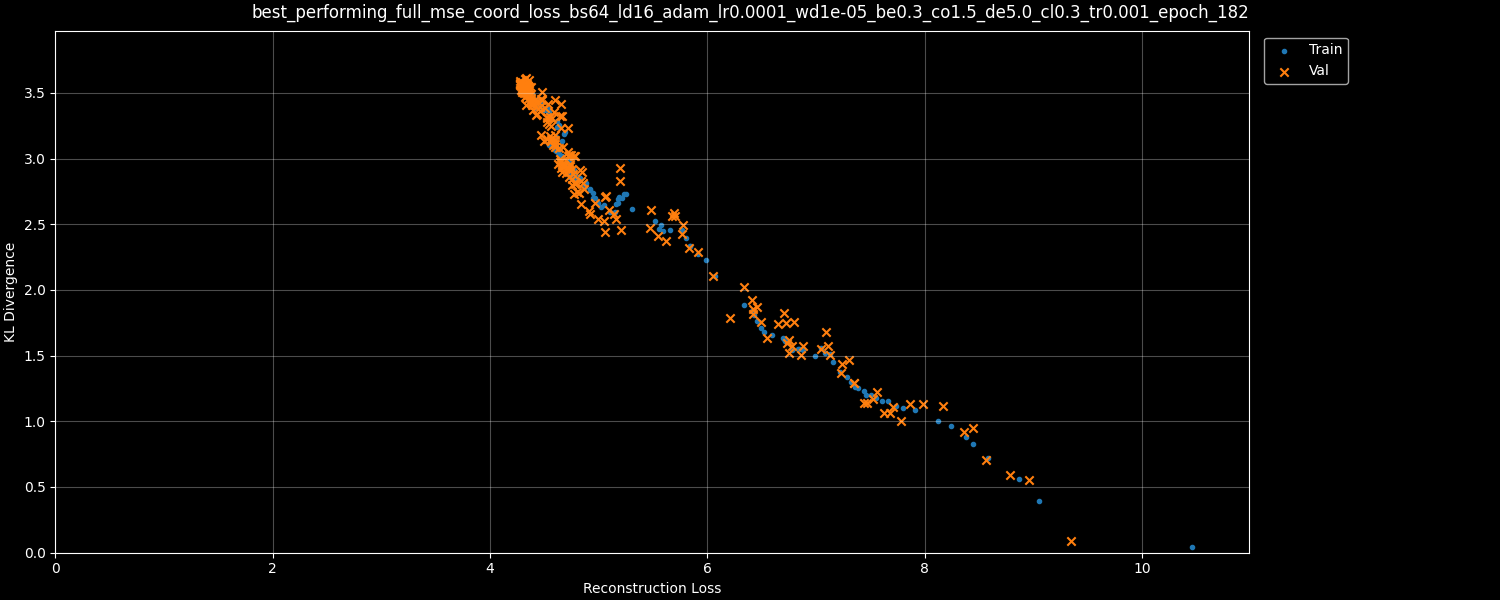 best_performing_full_mse_coord_loss_bs64_ld16_adam_lr0.0001_wd1e-05_be0.3_co1.5_de5.0_cl0.3_tr0.001_epoch_182
Train
Val
3.5
3.0
2.5
2.0
1.5
1.0
0.5
0.0
KL Divergence
0
2
4
6
8
10
Reconstruction Loss